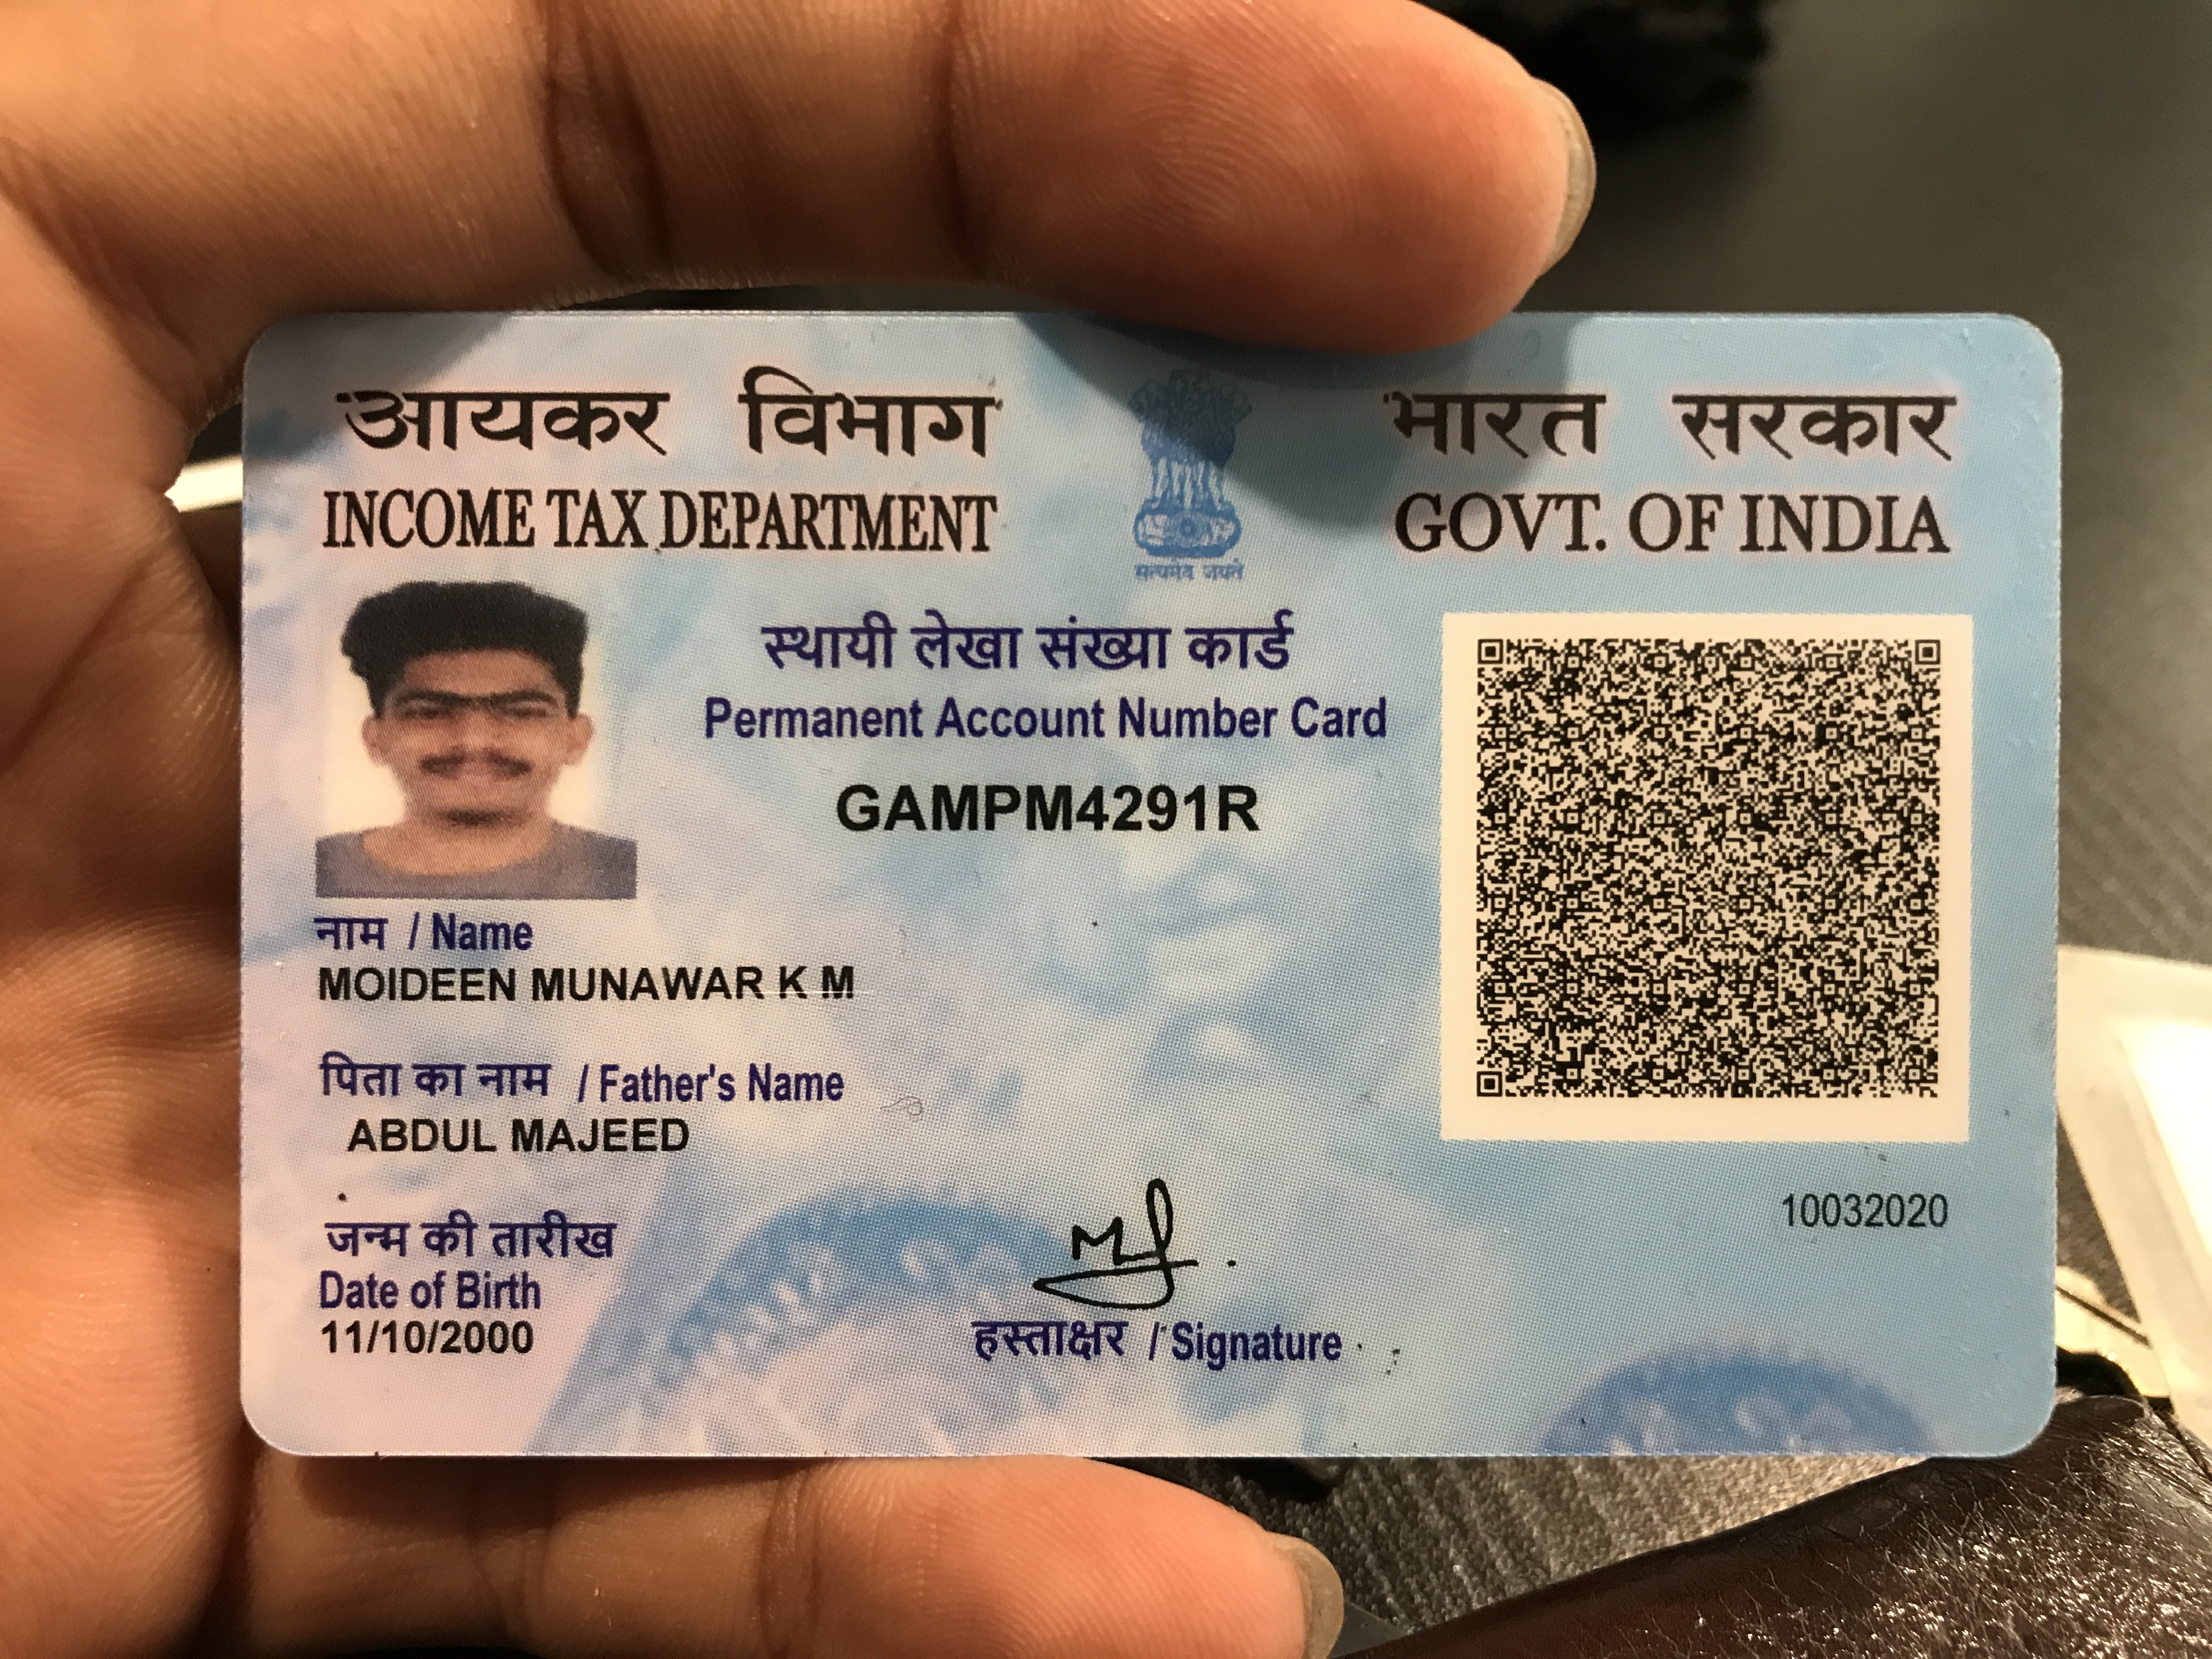 आयकर विभाग
INCOME TAX DEPARTMENT
सत्यमेव जयते
भारत सरकार
GOVT. OF INDIA
स्थायी लेखा संख्या कार्ड
Permanent Account Number Card
GAMPM4291R
नाम / Name
MOIDEEN MUNAWAR K M
पिता का नाम / Father's Name
ABDUL MAJEED
जन्म की तारीख
Date of Birth
11/10/2000
हस्ताक्षर / Signature
10032020